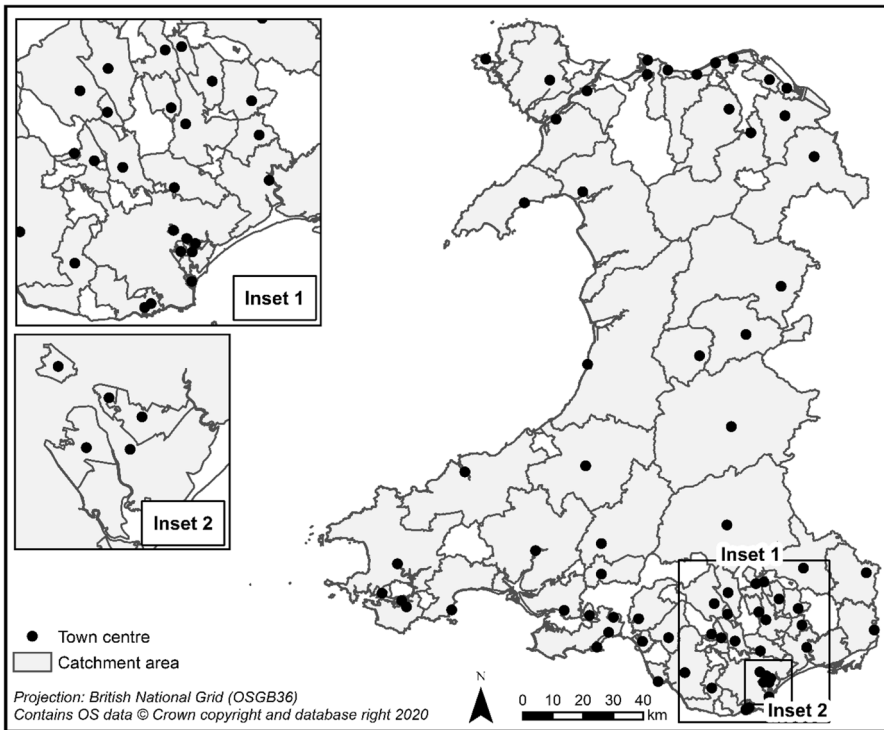 Inset 1
Inset 2
Inset 1
Inset 2
Town centre
Catchment area
Projection: British National Grid (OSGB36)
Contains OS data © Crown copyright and database right 2020
N
0 10 20 30 40
km